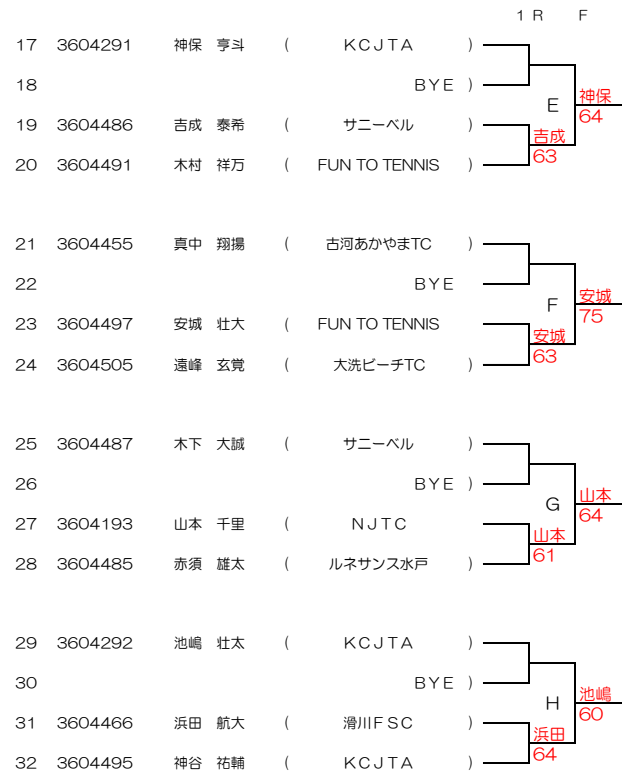 1 R F
17 3604291 神保 亨斗 ( KCJTA )
18 BYE )
E 神保
64
19 3604486 吉成 泰希 ( サニーベル )
吉成
63
20 3604491 木村 祥万 ( FUN TO TENNIS )
21 3604455 真中 翔揚 ( 古河あかやまTC )
22 BYE
F 安城
75
23 3604497 安城 壮大 ( FUN TO TENNIS
安城
63
24 3604505 遠峰 玄覚 ( 大洗ビーチTC )
25 3604487 木下 大誠 ( サニーベル )
26 BYE )
G 山本
64
27 3604193 山本 千里 ( NJTC )
山本
61
28 3604485 赤須 雄太 ( ルネサンス水戸 )
29 3604292 池嶋 壮太 ( KCJTA )
30 BYE )
H 池嶋
60
31 3604466 浜田 航大 ( 滑川FSC )
浜田
64
32 3604495 神谷 祐輔 ( KCJTA )